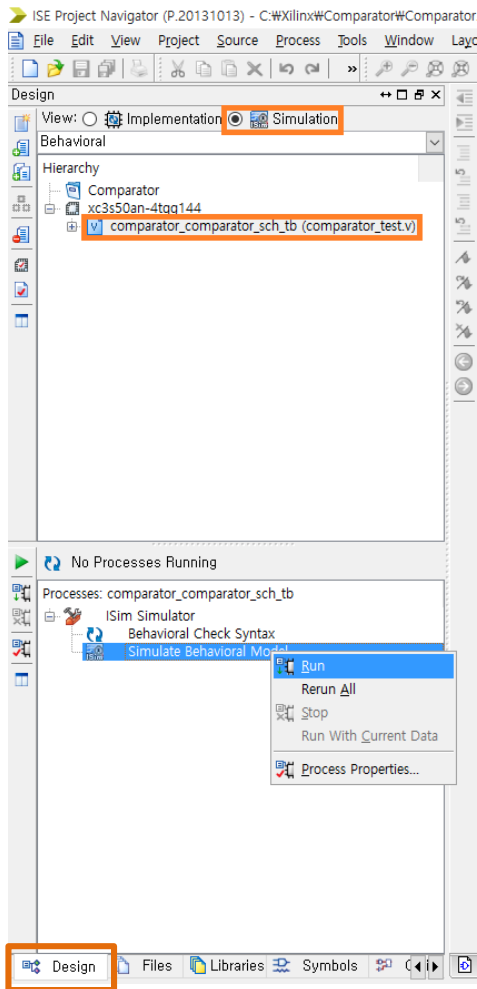 ISE Project Navigator (P.20131013) - C:₩Xilinx₩Comparator₩Comparator
File Edit View Project Source Process Tools Window Layo
Design
View: Implementation Simulation
Behavioral
Hierarchy
Comparator
xc3s50an-4tqg144
comparator_comparator_sch_tb (comparator_test.v)
No Processes Running
Processes: comparator_comparator_sch_tb
ISim Simulator
Behavioral Check Syntax
Simulate Behavioral Model
Run
Rerun All
Stop
Run With Current Data
Process Properties...
Design Files Libraries Symbols